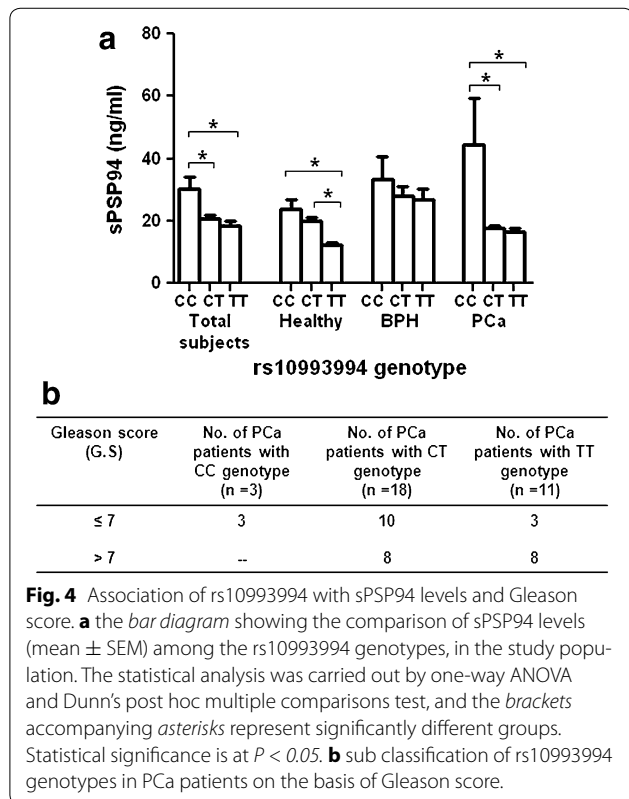 a
80
60
40
20
0
sPSP94 (ng/ml)
* * * * * *
CC CT TT CC CT TT CC CT TT CC CT TT
Total subjects Healthy BPH PCa
rs10993994 genotype
b
Gleason score (G.S) No. of PCa patients with CC genotype (n =3) No. of PCa patients with CT genotype (n =18) No. of PCa patients with TT genotype (n =11)
≤ 7 3 10 3
> 7 -- 8 8
Fig. 4 Association of rs10993994 with sPSP94 levels and Gleason
score. a the bar diagram showing the comparison of sPSP94 levels
(mean ± SEM) among the rs10993994 genotypes, in the study popu-
lation. The statistical analysis was carried out by one-way ANOVA
and Dunn's post hoc multiple comparisons test, and the brackets
accompanying asterisks represent significantly different groups.
Statistical significance is at P < 0.05. b sub classification of rs10993994
genotypes in PCa patients on the basis of Gleason score.